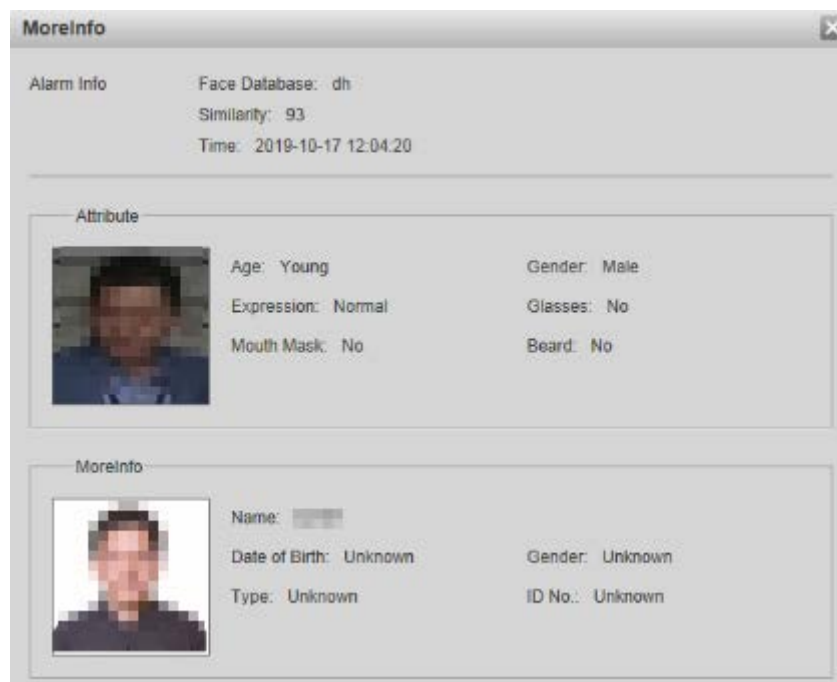 MoreInfo
Alarm Info Face Database: dh
Similarity: 93
Time: 2019-10-17 12:04:20
Attribute
Age: Young Gender: Male
Expression: Normal Glasses: No
Mouth Mask: No Beard: No
MoreInfo
Name:
Date of Birth: Unknown Gender: Unknown
Type: Unknown ID No.: Unknown